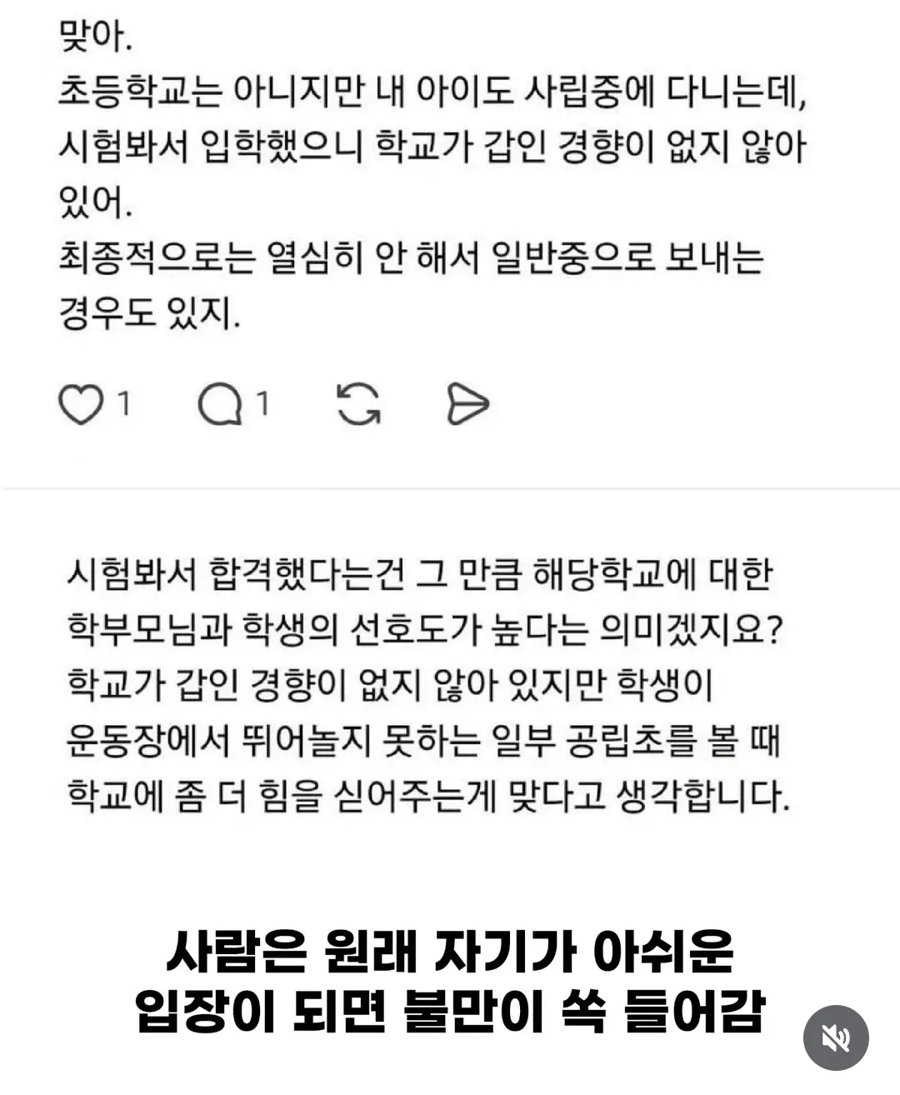 맞아.
초등학교는 아니지만 내 아이도 사립중에 다니는데,
시험봐서 입학했으니 학교가 갑인 경향이 없지 않아
있어.
최종적으로는 열심히 안 해서 일반중으로 보내는
경우도 있지.
1 1
시험봐서 합격했다는건 그 만큼 해당학교에 대한
학부모님과 학생의 선호도가 높다는 의미겠지요?
학교가 갑인 경향이 없지 않아 있지만 학생이
운동장에서 뛰어놀지 못하는 일부 공립초를 볼 때
학교에 좀 더 힘을 싣어주는게 맞다고 생각합니다.
사람은 원래 자기가 아쉬운
입장이 되면 불만이 쏙 들어감